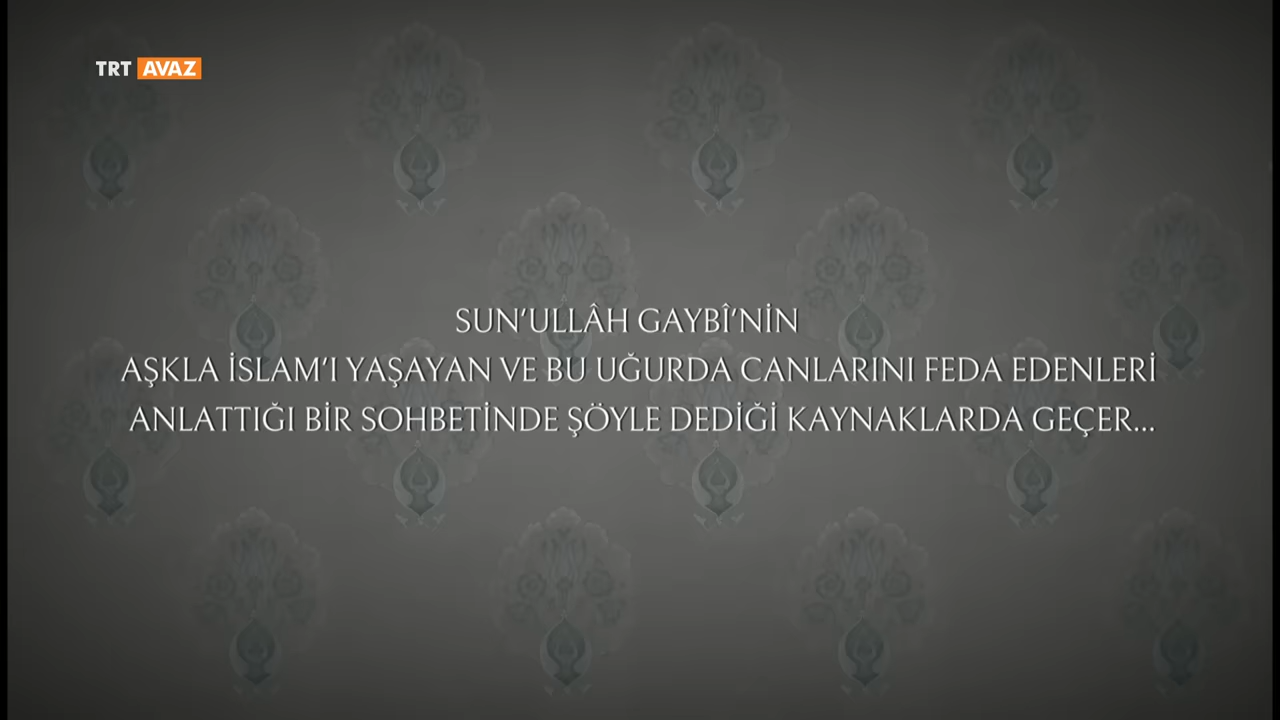 TRT AVAZ
SUN'ULLÂH GAYBÎ'NİN
AŞKLA İSLAM'I YAŞAYAN VE BU UĞURDA CANLARINI FEDA EDENLERİ
ANLATTIĞI BİR SOHBETİNDE ŞÖYLE DEDİĞİ KAYNAKLARDA GEÇER...